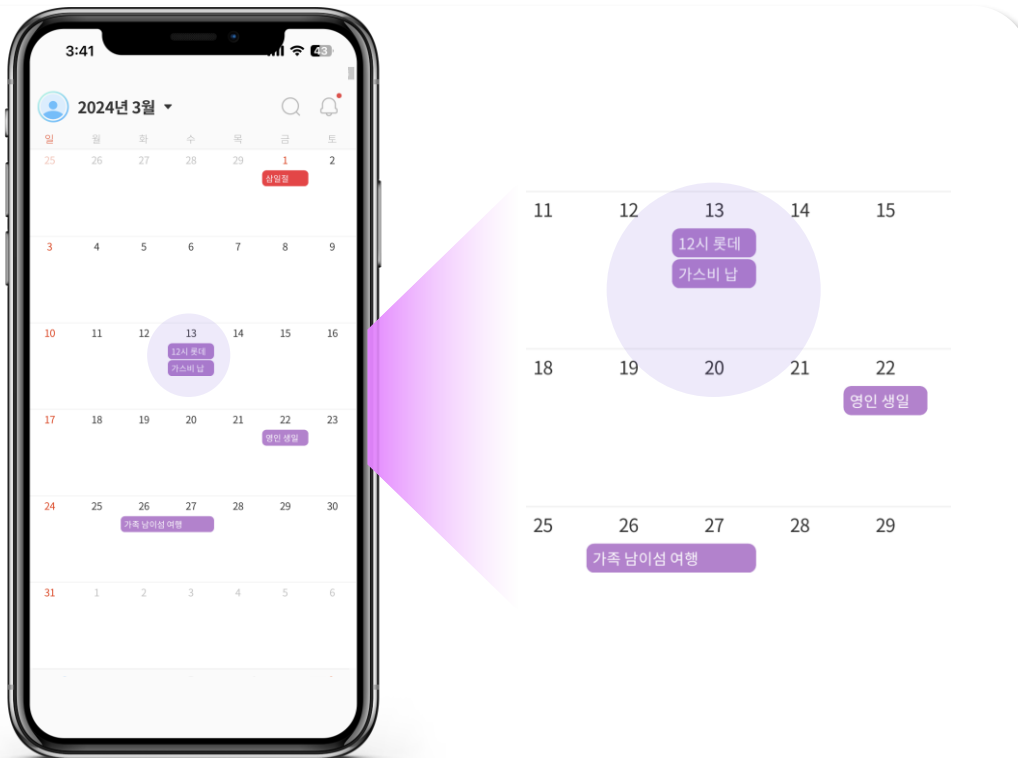 3:41
43
2024년 3월
일 월 화 수 목 금 토
25 26 27 28 29 1 2
삼일절
3 4 5 6 7 8 9
10 11 12 13 14 15 16
12시 롯데
가스비 납
17 18 19 20 21 22 23
영인 생일
24 25 26 27 28 29 30
가족 남이섬 여행
31 1 2 3 4 5 6
11 12 13 14 15
12시 롯데
가스비 납
18 19 20 21 22
영인 생일
25 26 27 28 29
가족 남이섬 여행